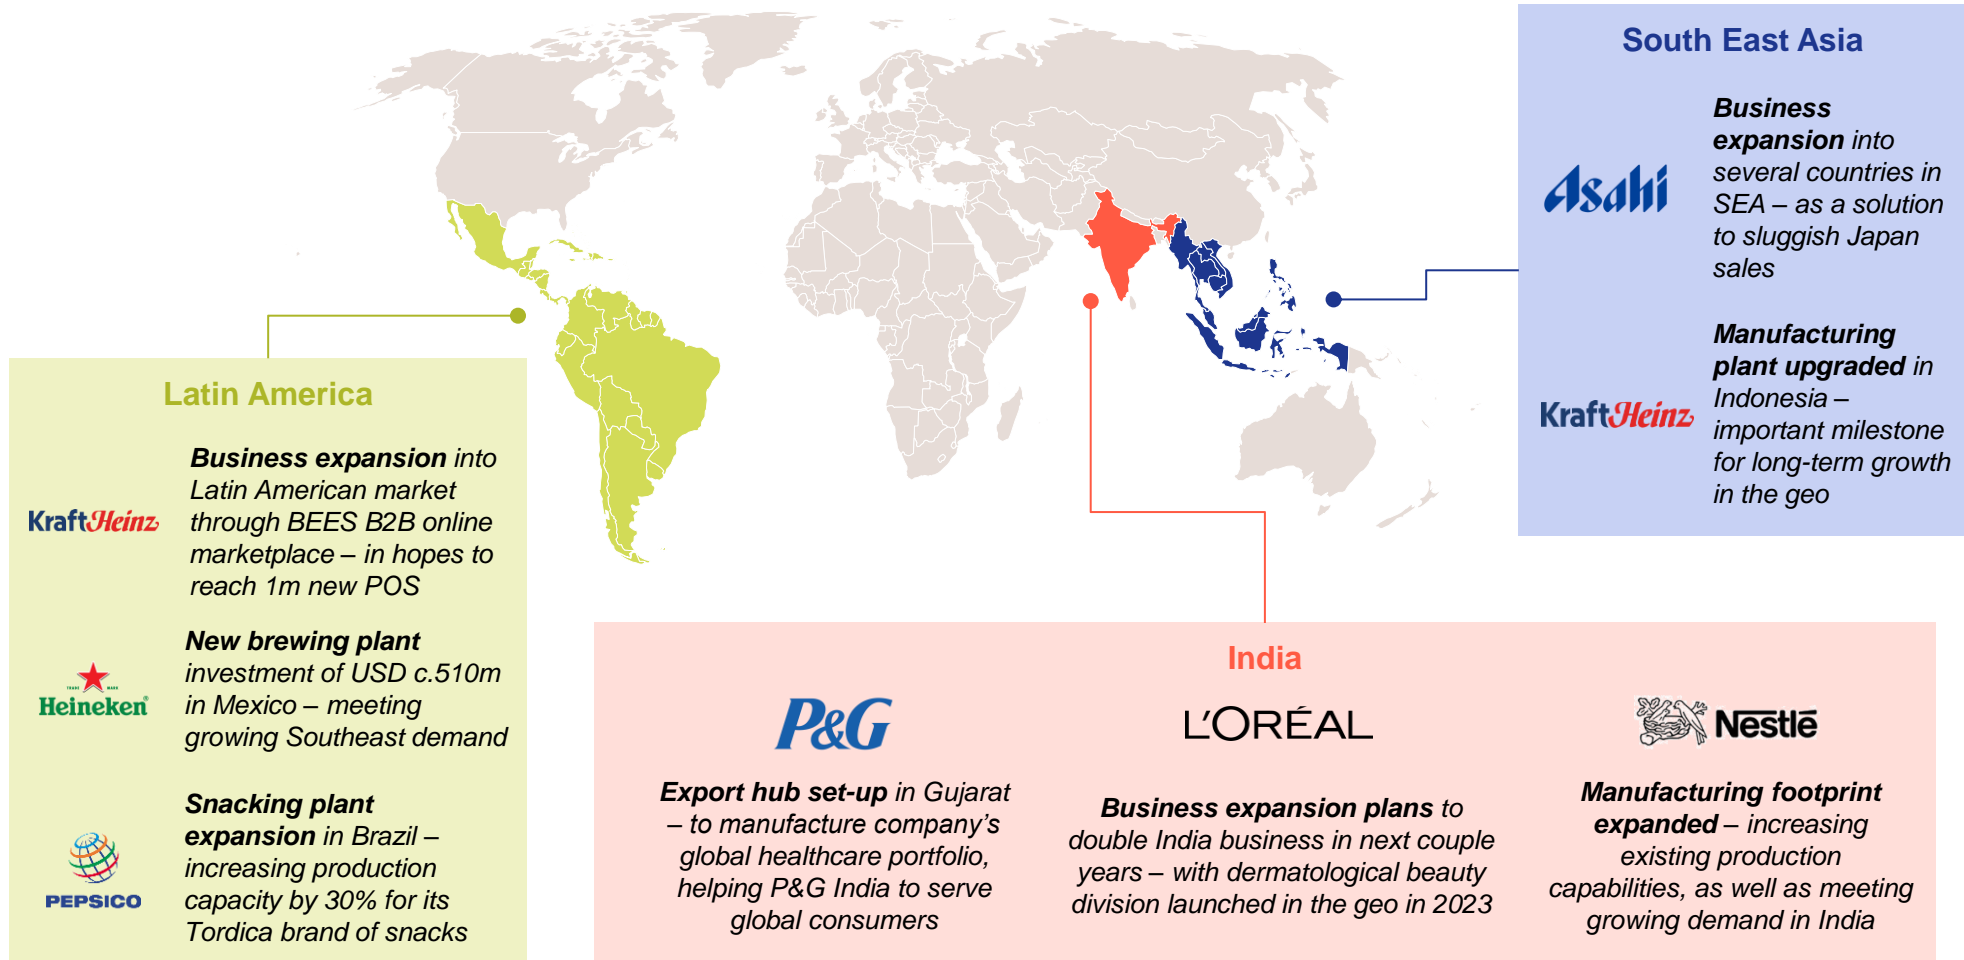 South East Asia
Asahi
Business
expansion into
several countries in
SEA – as a solution
to sluggish Japan
sales
KraftHeinz
Manufacturing
plant upgraded in
Indonesia –
important milestone
for long-term growth
in the geo
Latin America
KraftHeinz
Business expansion into
Latin American market
through BEES B2B online
marketplace – in hopes to
reach 1m new POS
TRADE MARK
Heineken®
New brewing plant
investment of USD c.510m
in Mexico – meeting
growing Southeast demand
PEPSICO
Snacking plant
expansion in Brazil –
increasing production
capacity by 30% for its
Tordica brand of snacks
India
P&G
Export hub set-up in Gujarat
– to manufacture company's
global healthcare portfolio,
helping P&G India to serve
global consumers
L'ORÉAL
Business expansion plans to
double India business in next couple
years – with dermatological beauty
division launched in the geo in 2023
Nestlé
Manufacturing footprint
expanded – increasing
existing production
capabilities, as well as meeting
growing demand in India